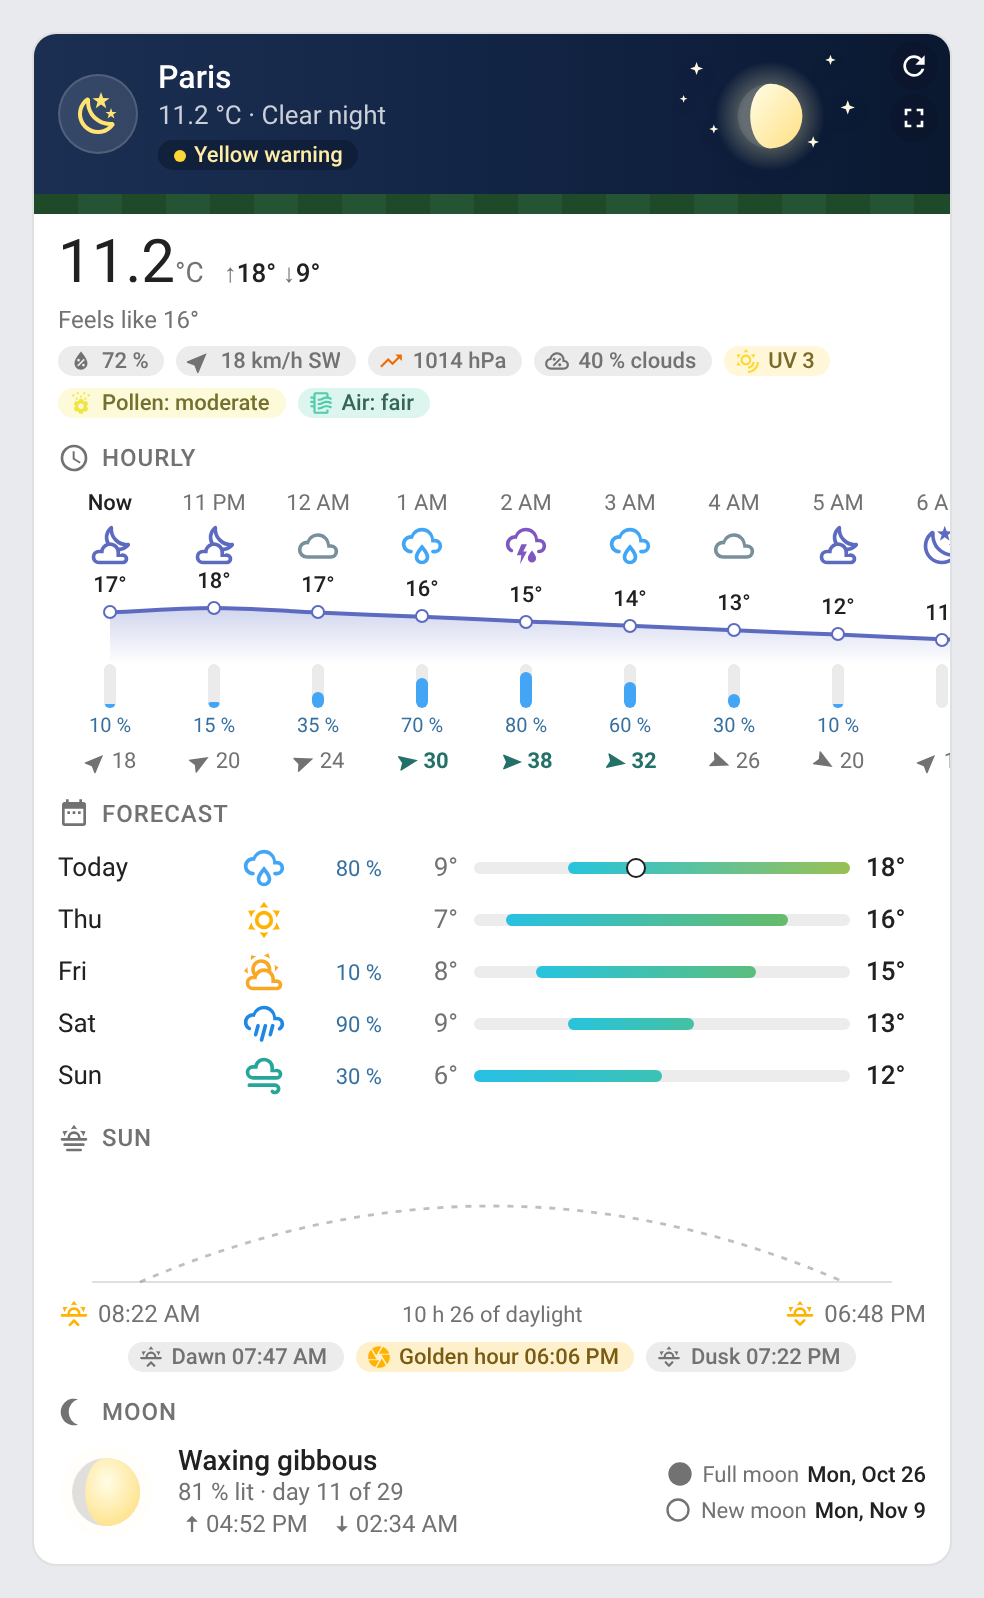 Paris
11.2 °C · Clear night
Yellow warning
11.2°C ↑18° ↓9°
Feels like 16°
72 % 18 km/h SW 1014 hPa 40 % clouds UV 3
Pollen: moderate Air: fair
HOURLY
Now 11 PM 12 AM 1 AM 2 AM 3 AM 4 AM 5 AM 6 A
17° 18° 17° 16° 15° 14° 13° 12° 11
10 % 15 % 35 % 70 % 80 % 60 % 30 % 10 %
18 20 24 30 38 32 26 20 1
FORECAST
Today 80 % 9° 18°
Thu 7° 16°
Fri 10 % 8° 15°
Sat 90 % 9° 13°
Sun 30 % 6° 12°
SUN
08:22 AM 10 h 26 of daylight 06:48 PM
Dawn 07:47 AM Golden hour 06:06 PM Dusk 07:22 PM
MOON
Waxing gibbous
81 % lit · day 11 of 29
↑ 04:52 PM ↓ 02:34 AM
Full moon Mon, Oct 26
New moon Mon, Nov 9